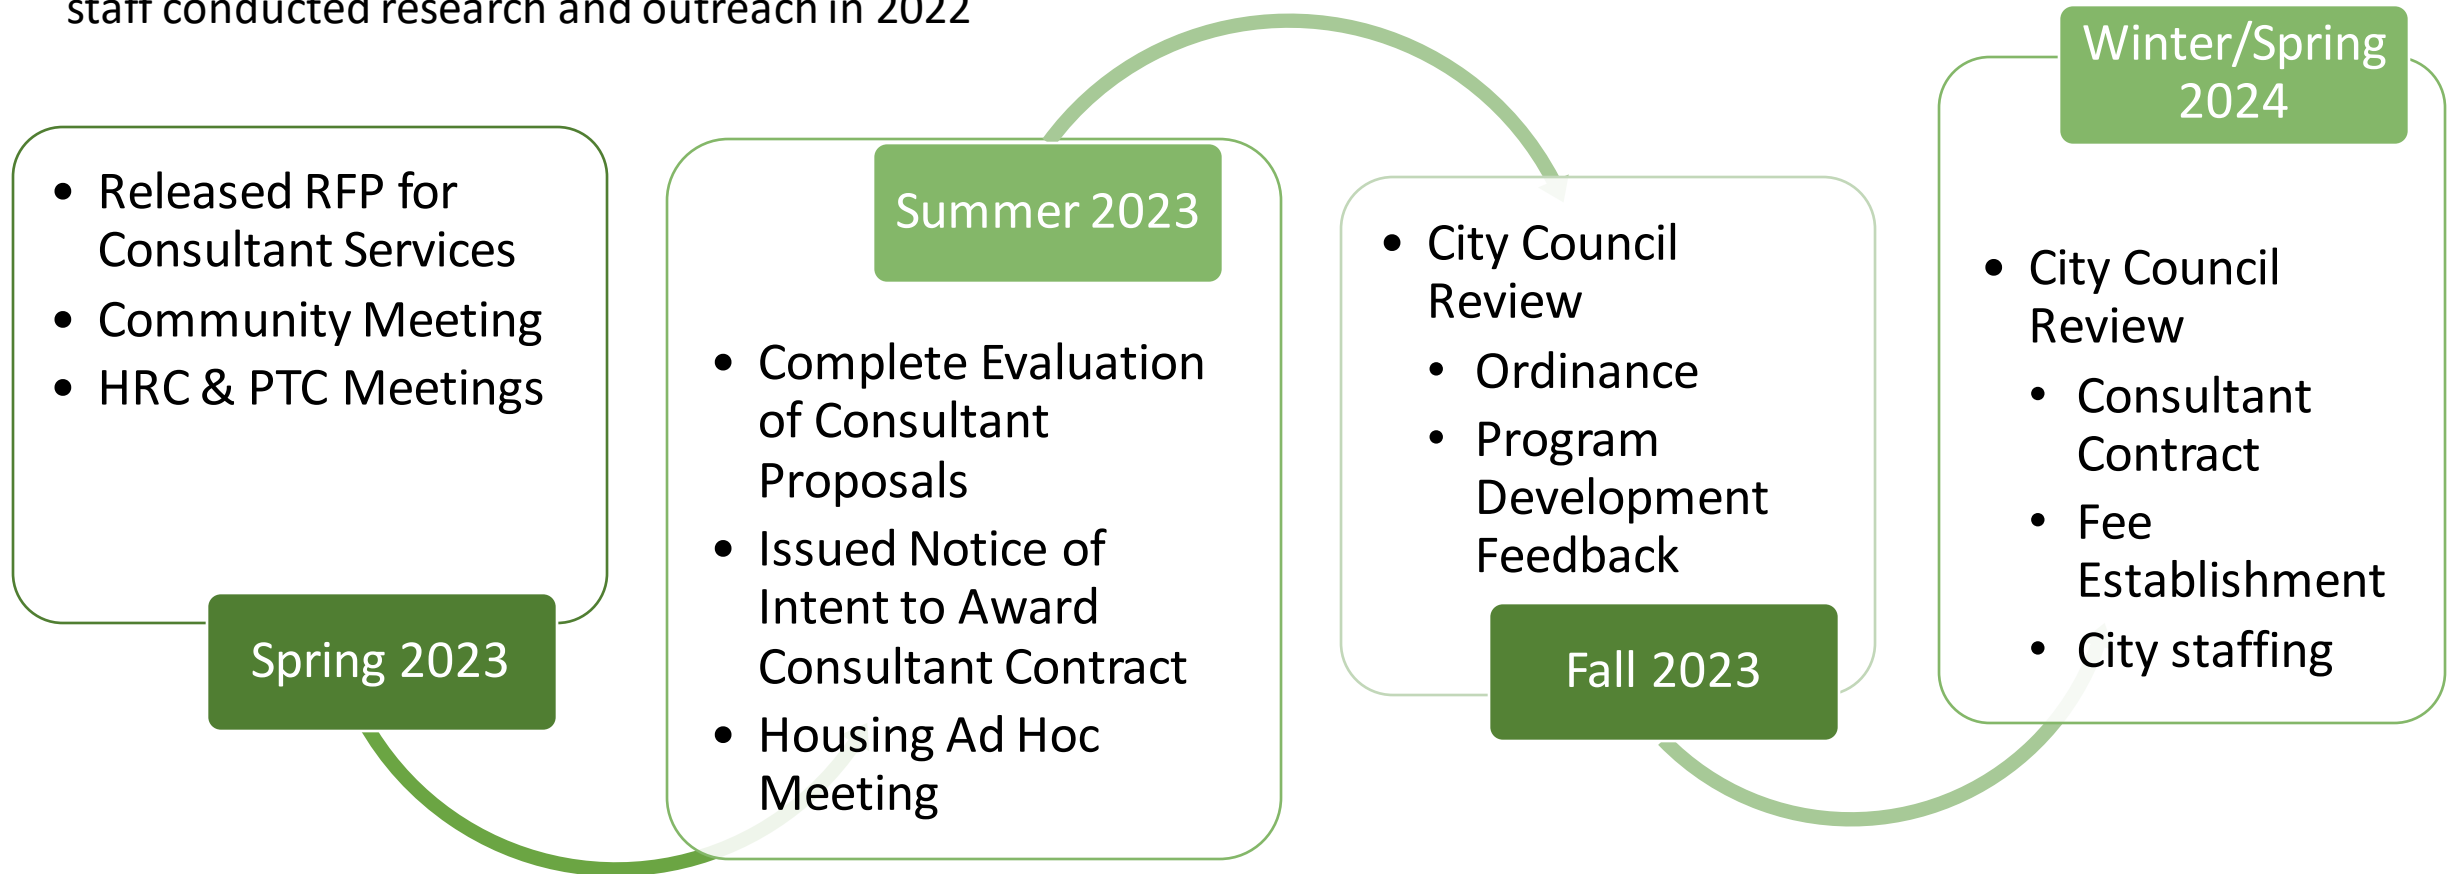 staff conducted research and outreach in 2022
• Released RFP for
Consultant Services
• Community Meeting
• HRC & PTC Meetings
Spring 2023
Summer 2023
• Complete Evaluation
of Consultant
Proposals
• Issued Notice of
Intent to Award
Consultant Contract
• Housing Ad Hoc
Meeting
• City Council
Review
• Ordinance
• Program
Development
Feedback
Fall 2023
Winter/Spring
2024
• City Council
Review
• Consultant
Contract
• Fee
Establishment
• City staffing